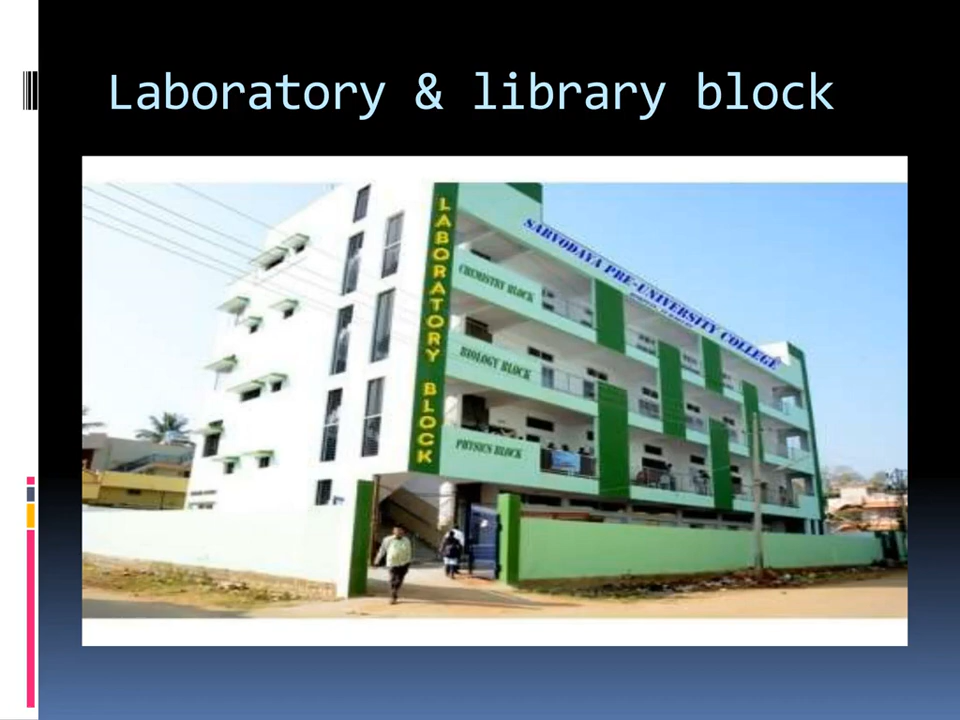 Laboratory & library block
LABORATORY BLOCK
SARVODAYA PRE-UNIVERSITY COLLEGE
CHEMISTRY BLOCK
BIOLOGY BLOCK
PHYSICS BLOCK